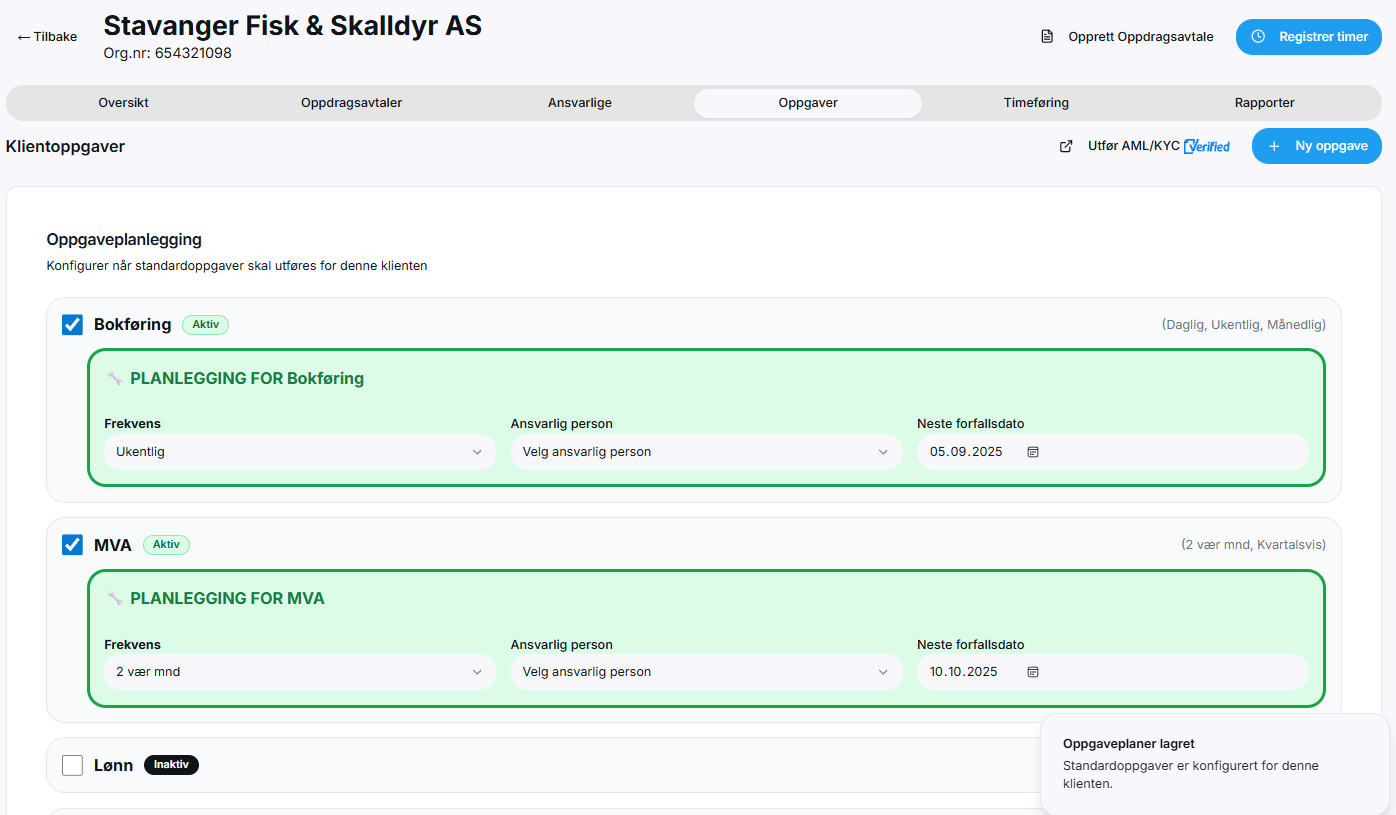 ← Tilbake
Stavanger Fisk & Skalldyr AS
Org.nr: 654321098
Opprett Oppdragsavtale
Registrer timer
Oversikt
Oppdragsavtaler
Ansvarlige
Oppgaver
Timeføring
Rapporter
Klientoppgaver
Utfør AML/KYC Verified
+ Ny oppgave
Oppgaveplanlegging
Konfigurer når standardoppgaver skal utføres for denne klienten
Bokføring Aktiv
(Daglig, Ukentlig, Månedlig)
PLANLEGGING FOR Bokføring
Frekvens
Ansvarlig person
Neste forfallsdato
Ukentlig
Velg ansvarlig person
05.09.2025
MVA Aktiv
(2 vær mnd, Kvartalsvis)
PLANLEGGING FOR MVA
Frekvens
Ansvarlig person
Neste forfallsdato
2 vær mnd
Velg ansvarlig person
10.10.2025
Lønn Inaktiv
Oppgaveplaner lagret
Standardoppgaver er konfigurert for denne
klienten.